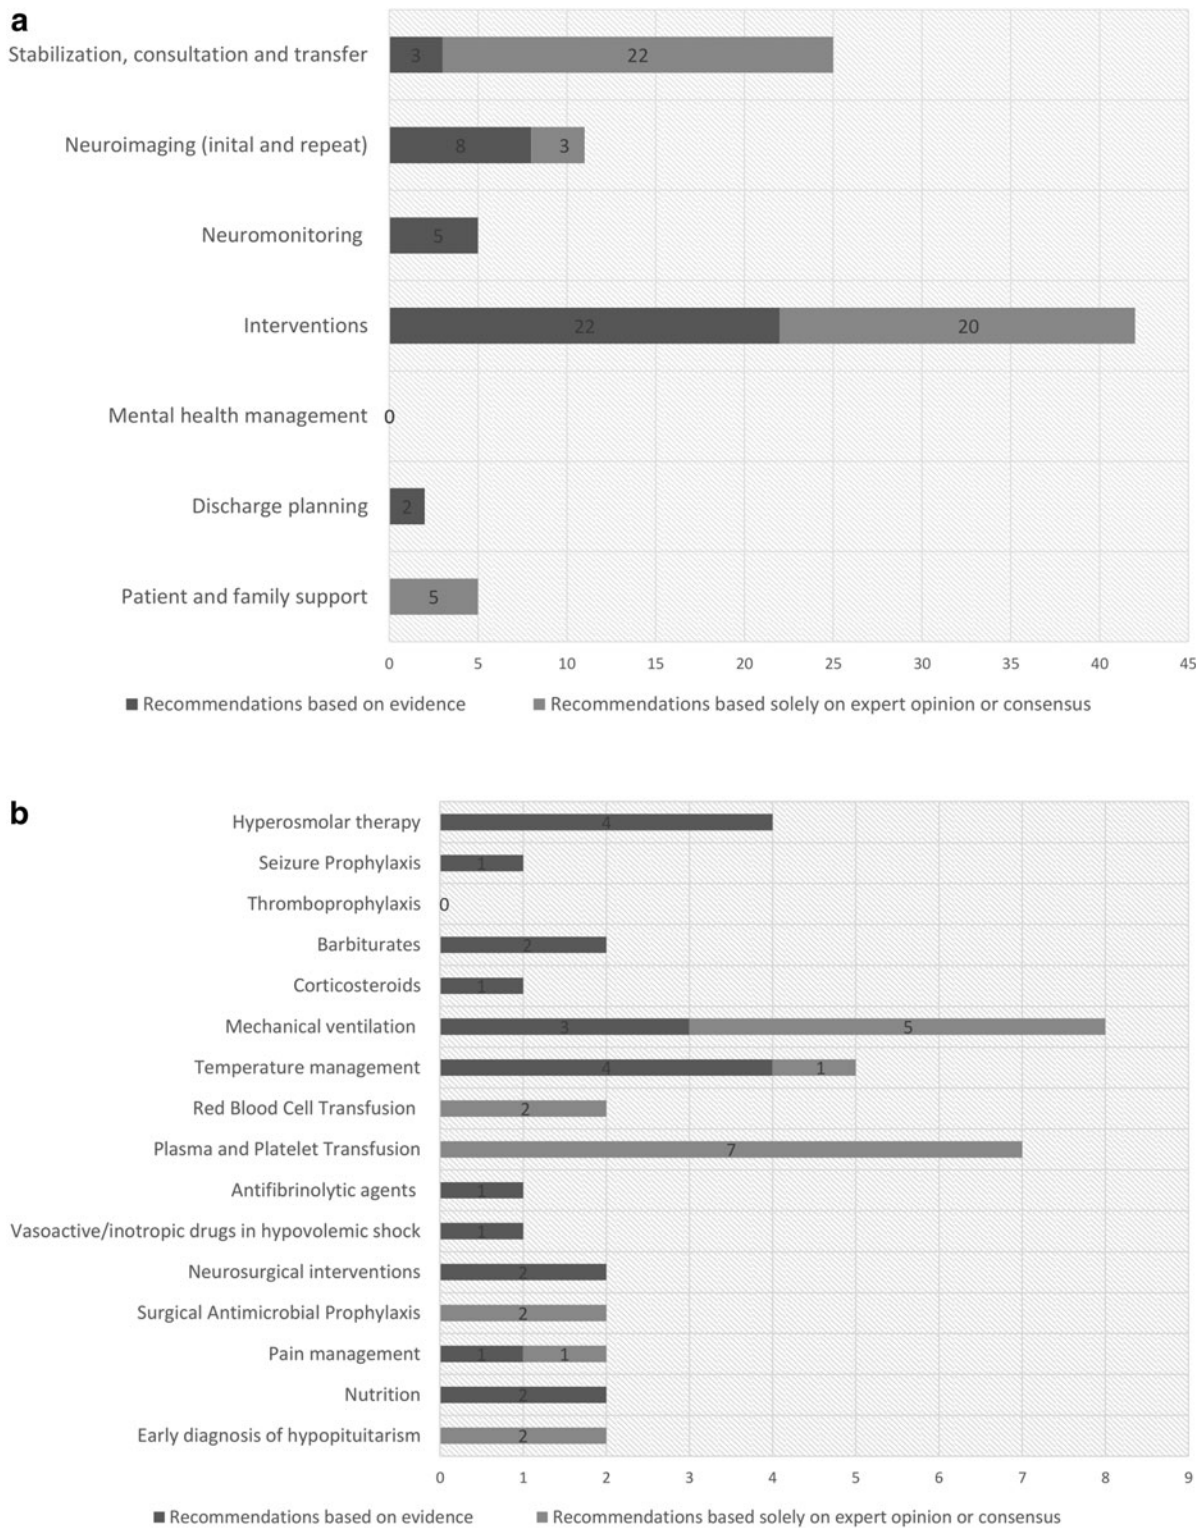 a
Stabilization, consultation and transfer 3 22
Neuroimaging (inital and repeat) 8 3
Neuromonitoring 5
Interventions 22 20
Mental health management 0
Discharge planning 2
Patient and family support 5
0 5 10 15 20 25 30 35 40 45
Recommendations based on evidence Recommendations based solely on expert opinion or consensus
b
Hyperosmolar therapy 4
Seizure Prophylaxis 1
Thromboprophylaxis 0
Barbiturates 2
Corticosteroids 1
Mechanical ventilation 3 5
Temperature management 4 1
Red Blood Cell Transfusion 2
Plasma and Platelet Transfusion 7
Antifibrinolytic agents 1
Vasoactive/inotropic drugs in hypovolemic shock 1
Neurosurgical interventions 2
Surgical Antimicrobial Prophylaxis 2
Pain management 1 1
Nutrition 2
Early diagnosis of hypopituitarism 2
0 1 2 3 4 5 6 7 8 9
Recommendations based on evidence Recommendations based solely on expert opinion or consensus